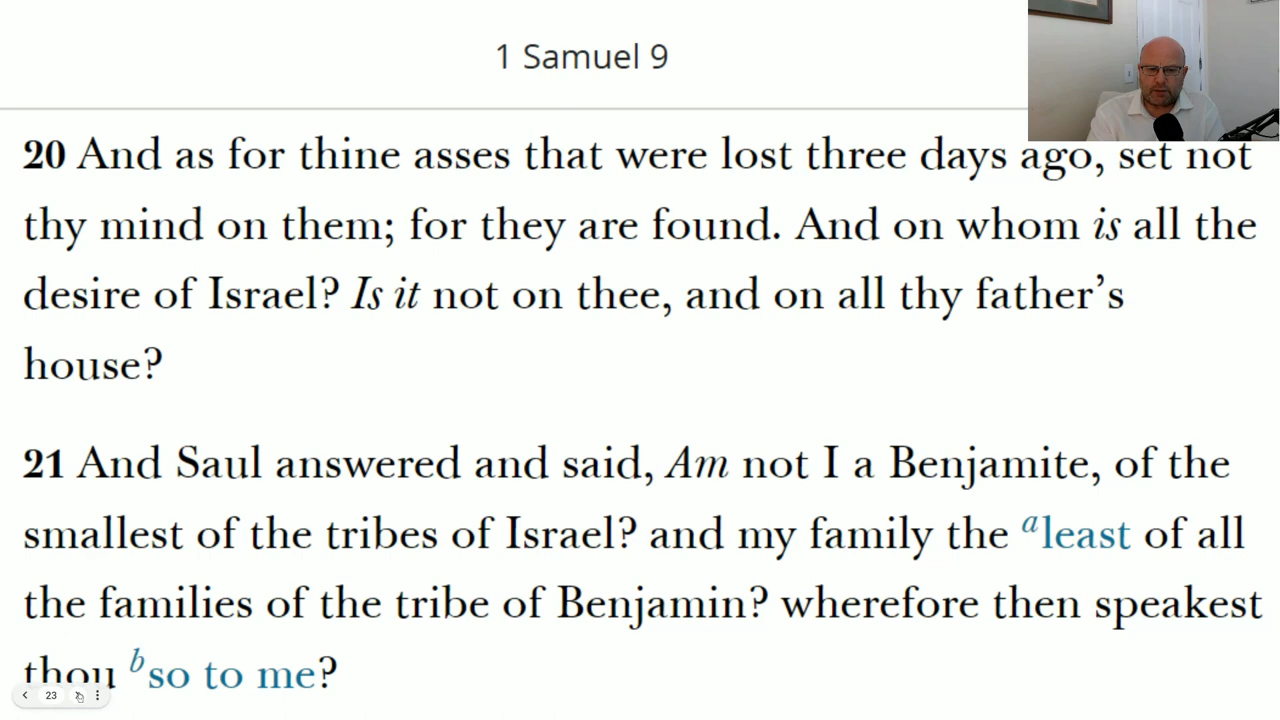 1 Samuel 9
20 And as for thine asses that were lost three days ago, set not
thy mind on them; for they are found. And on whom is all the
desire of Israel? Is it not on thee, and on all thy father’s
house?
21 And Saul answered and said, Am not I a Benjamite, of the
smallest of the tribes of Israel? and my family the a least of all
the families of the tribe of Benjamin? wherefore then speakest
thou b so to me?
23